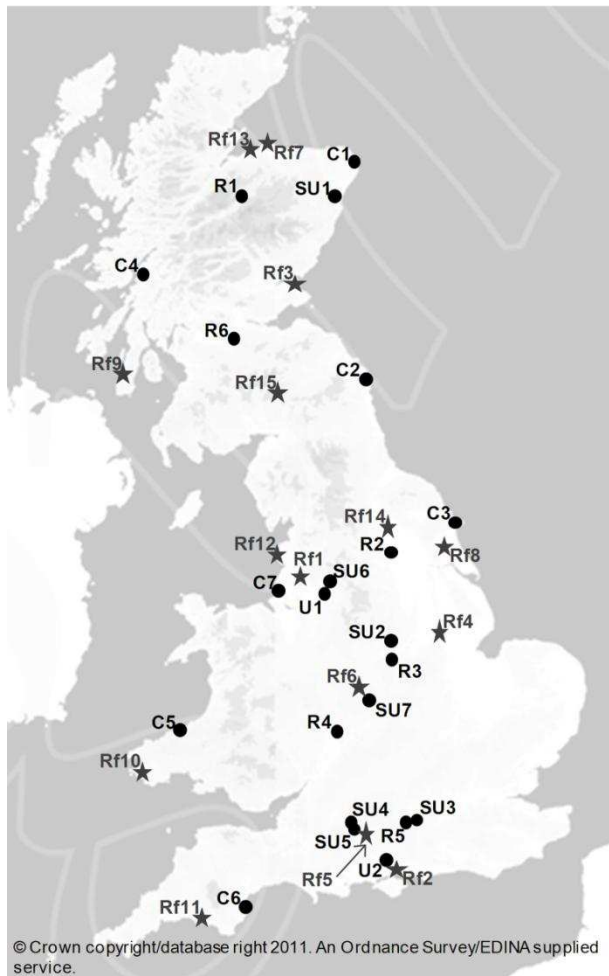 Rf13
Rf7
C1
R1
SU1
C4
Rf3
R6
Rf9
C2
Rf15
Rf14
C3
R2
Rf12
Rf8
Rf1
SU6
C7
U1
Rf4
SU2
R3
Rf6
SU7
C5
R4
Rf10
SU4
SU3
SU5
R5
U2
Rf5
Rf2
C6
Rf11
© Crown copyright/database right 2011. An Ordnance Survey/EDINA supplied
service.